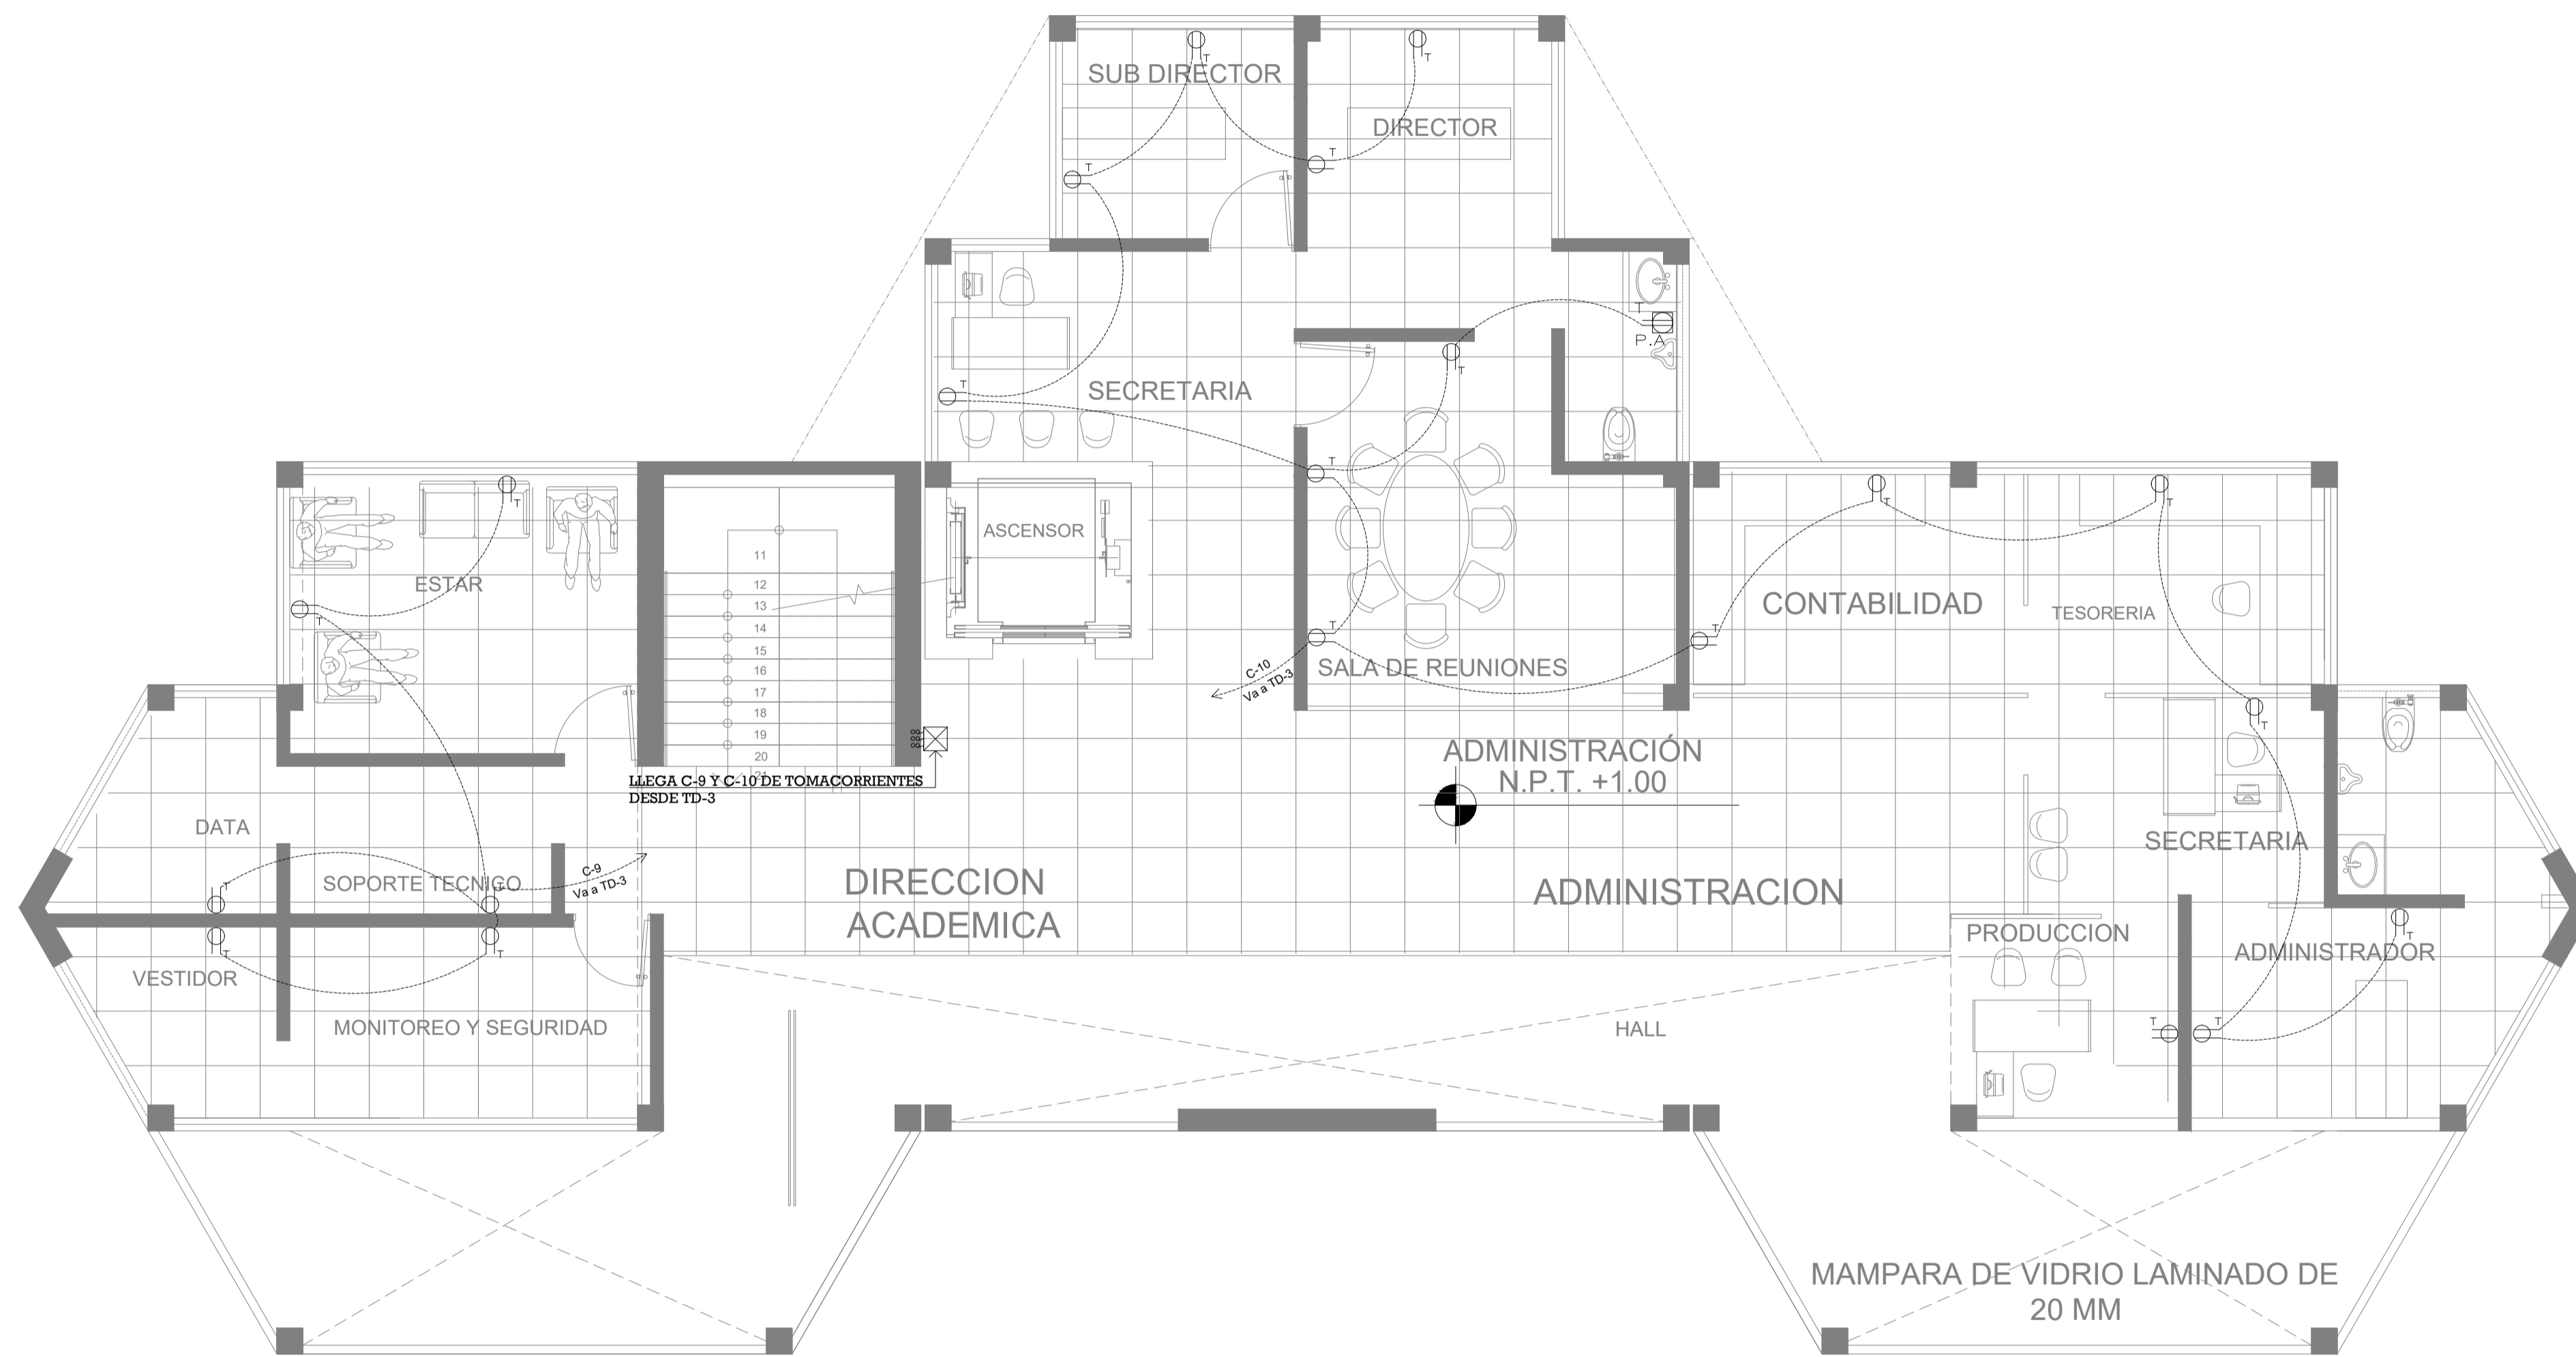 SUB DIRECTOR
T
T
DIRECTOR
T
T
T
P.A
T
SECRETARIA
T
T
T
ASCENSOR
ESTAR
T
T
11
12
13
14
15
16
17
18
19
20
21
T
T
CONTABILIDAD
TESORERIA
T
T
SALA DE REUNIONES
C-10
Va a TD-3
T
ADMINISTRACIÓN
N.P.T. +1.00
LLEGA C-9 Y C-10 DE TOMACORRIENTES
DESDE TD-3
DATA
SECRETARIA
SOPORTE TECNICO
C-9
Va a TD-3
T
T
DIRECCION
ACADEMICA
ADMINISTRACION
PRODUCCION
ADMINISTRADOR
T
T
T
VESTIDOR
MONITOREO Y SEGURIDAD
HALL
T
T
MAMPARA DE VIDRIO LAMINADO DE
20 MM